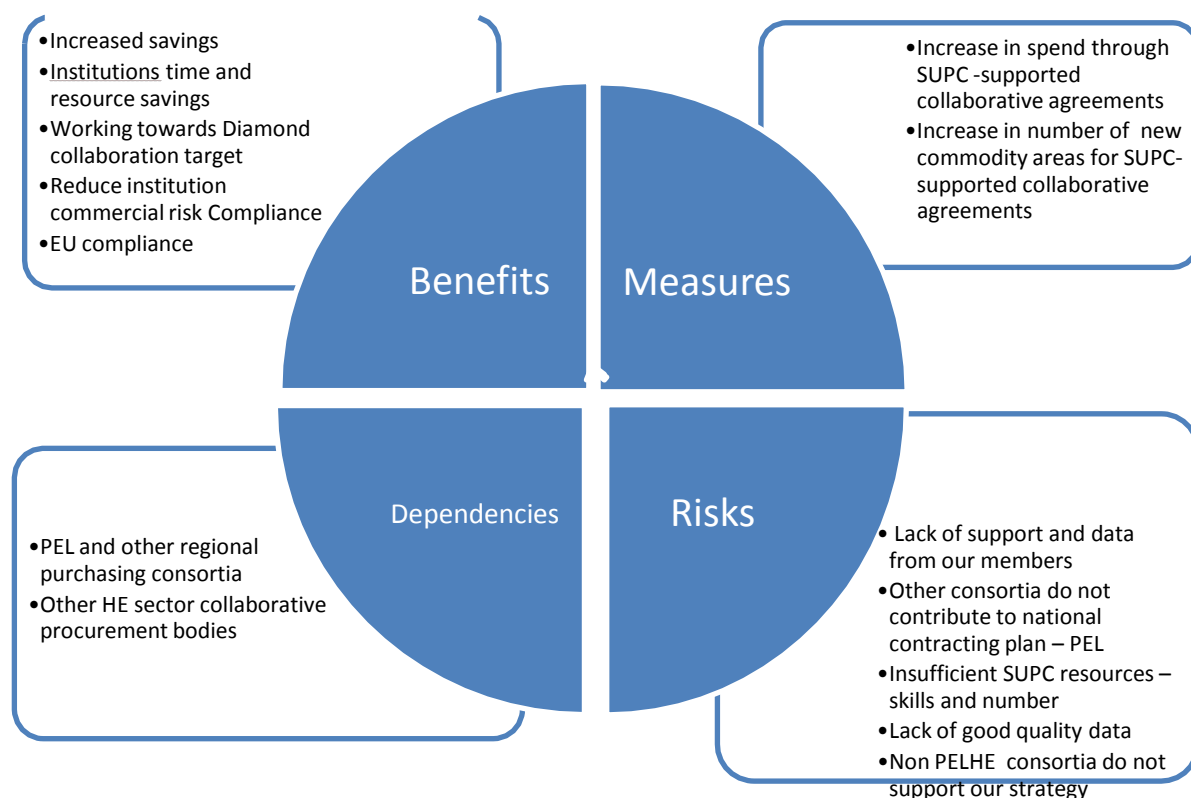 •Increased savings
•Institutions time and
resource savings
•Working towards Diamond
collaboration target
•Reduce institution
commercial risk Compliance
•EU compliance
•Increase in spend through
SUPC -supported
collaborative agreements
•Increase in number of new
commodity areas for SUPC-
supported collaborative
agreements
Benefits
Measures
Dependencies
Risks
•PEL and other regional
purchasing consortia
•Other HE sector collaborative
procurement bodies
• Lack of support and data
from our members
•Other consortia do not
contribute to national
contracting plan – PEL
•Insufficient SUPC resources –
skills and number
•Lack of good quality data
•Non PELHE consortia do not
support our strategy